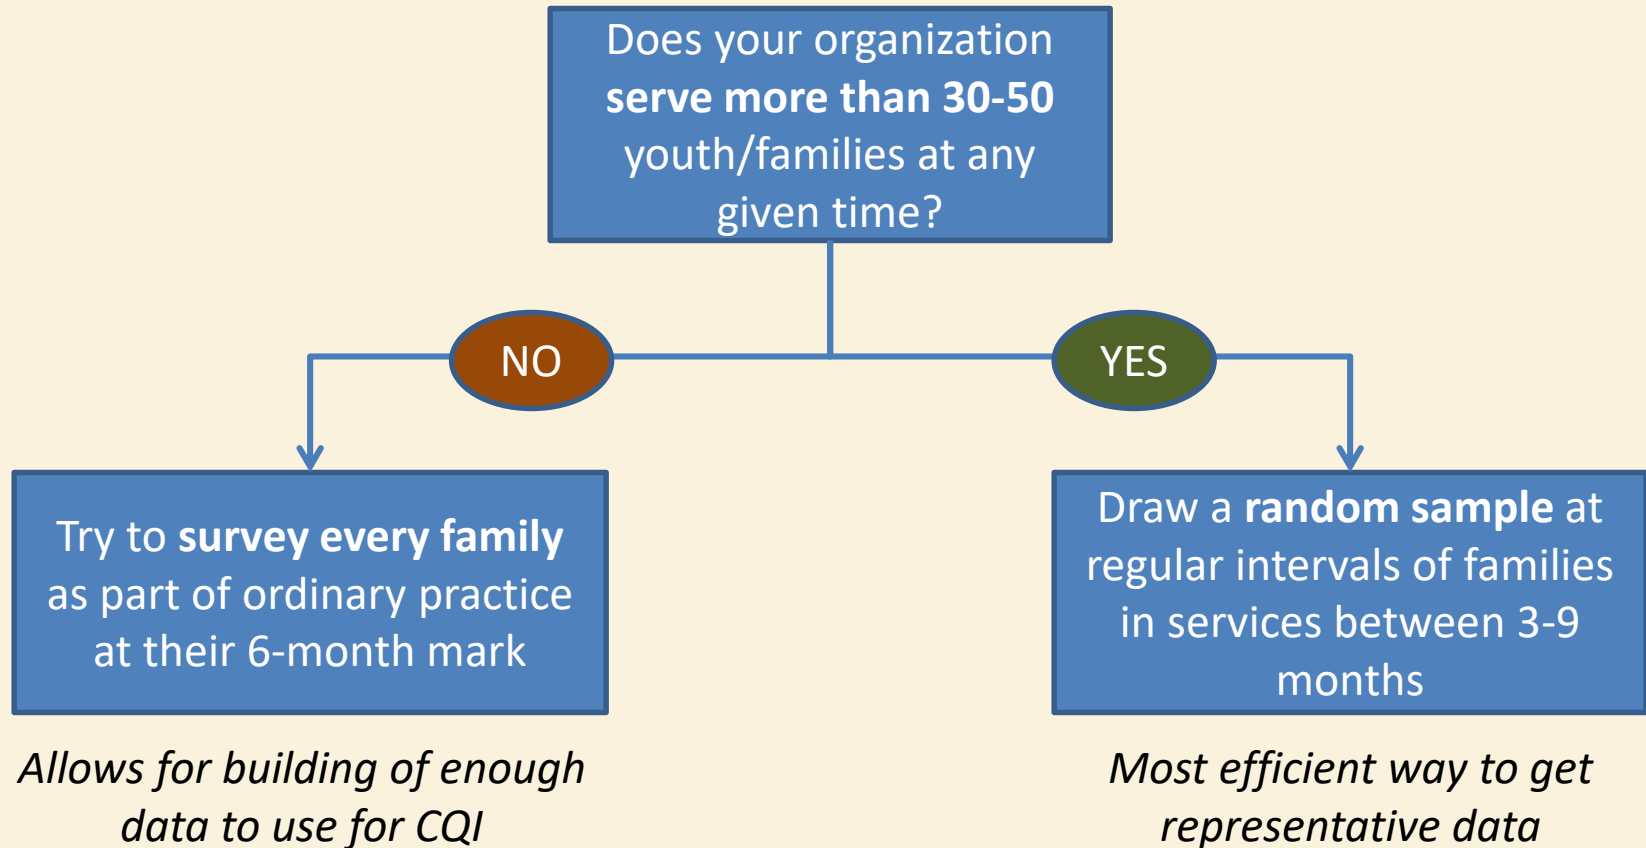 Does your organization
serve more than 30-50
youth/families at any
given time?
NO
YES
Try to survey every family
as part of ordinary practice
at their 6-month mark
Draw a random sample at
regular intervals of families
in services between 3-9
months
Allows for building of enough
data to use for CQI
Most efficient way to get
representative data